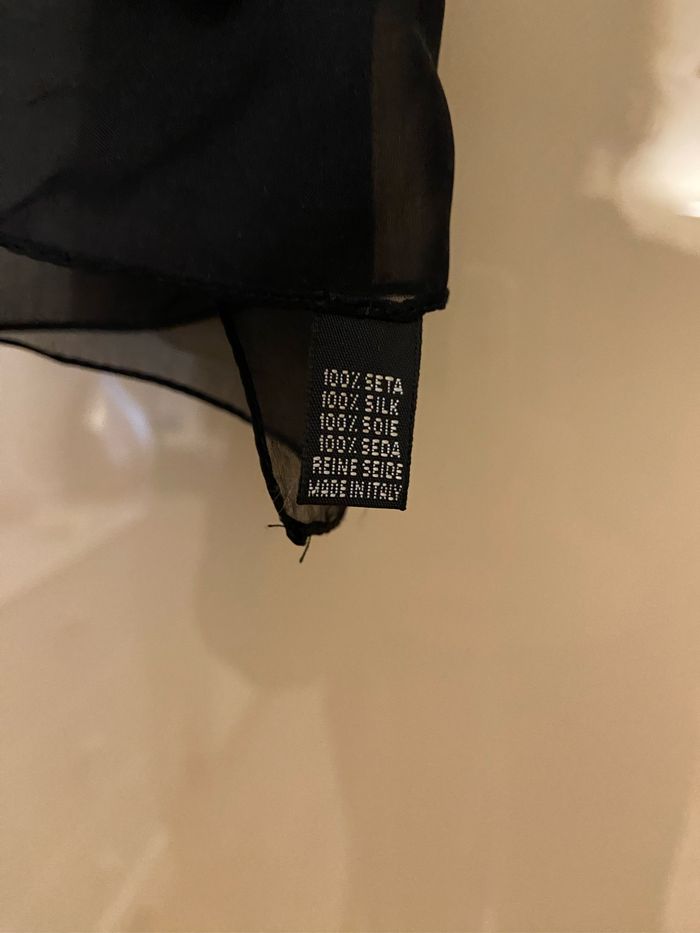 100% SETA
100% SILK
100% SOIE
100% SEDA
REINE SEIDE
MADE IN ITALY